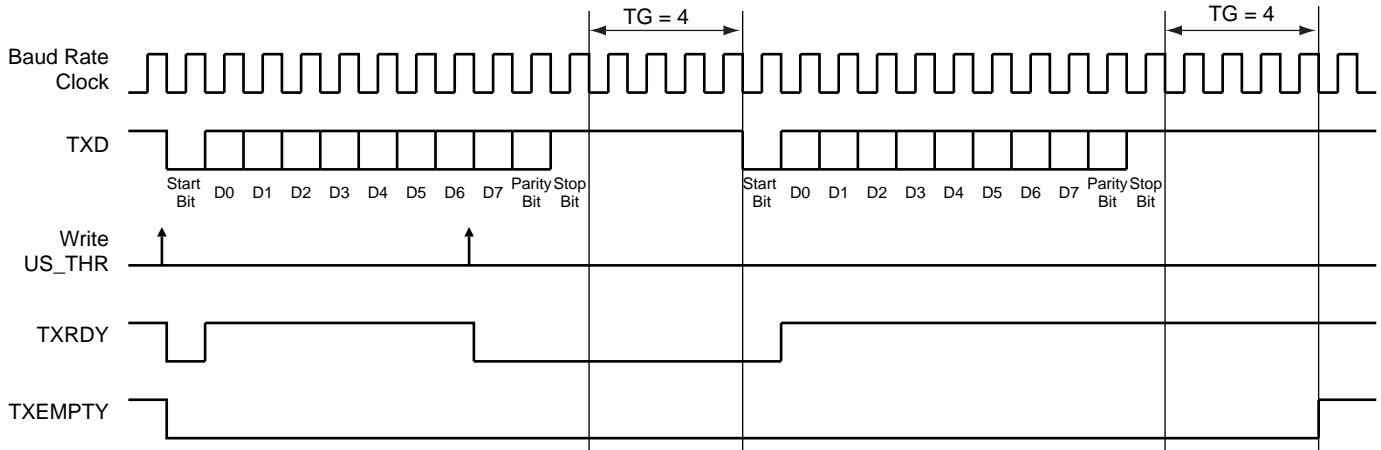 TG = 4
TG = 4
Baud Rate
Clock
TXD
Start
Bit
D0
D1
D2
D3
D4
D5
D6
D7
Parity
Bit
Stop
Bit
Start
Bit
D0
D1
D2
D3
D4
D5
D6
D7
Parity
Bit
Stop
Bit
Write
US_THR
TXRDY
TXEMPTY